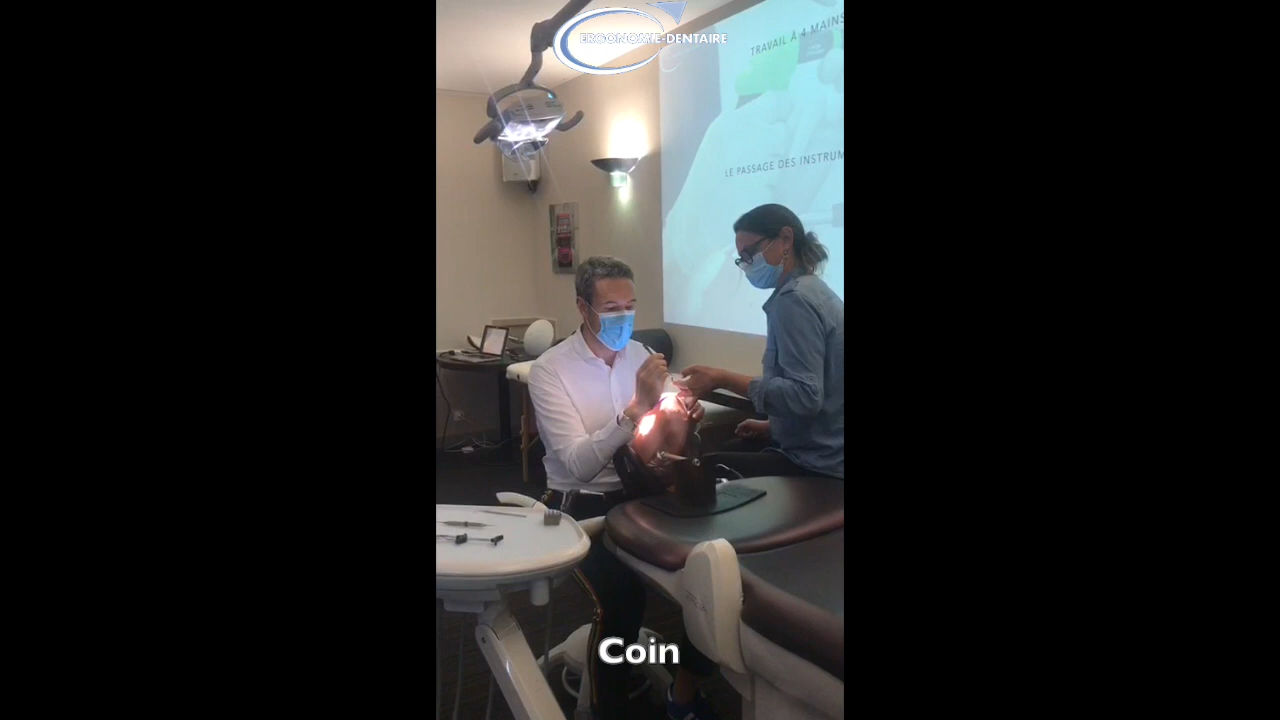 ERGONOMIE-DENTAIRE
TRAVAIL À 4 MAINS
LE PASSAGE DES INSTRUM
Coin